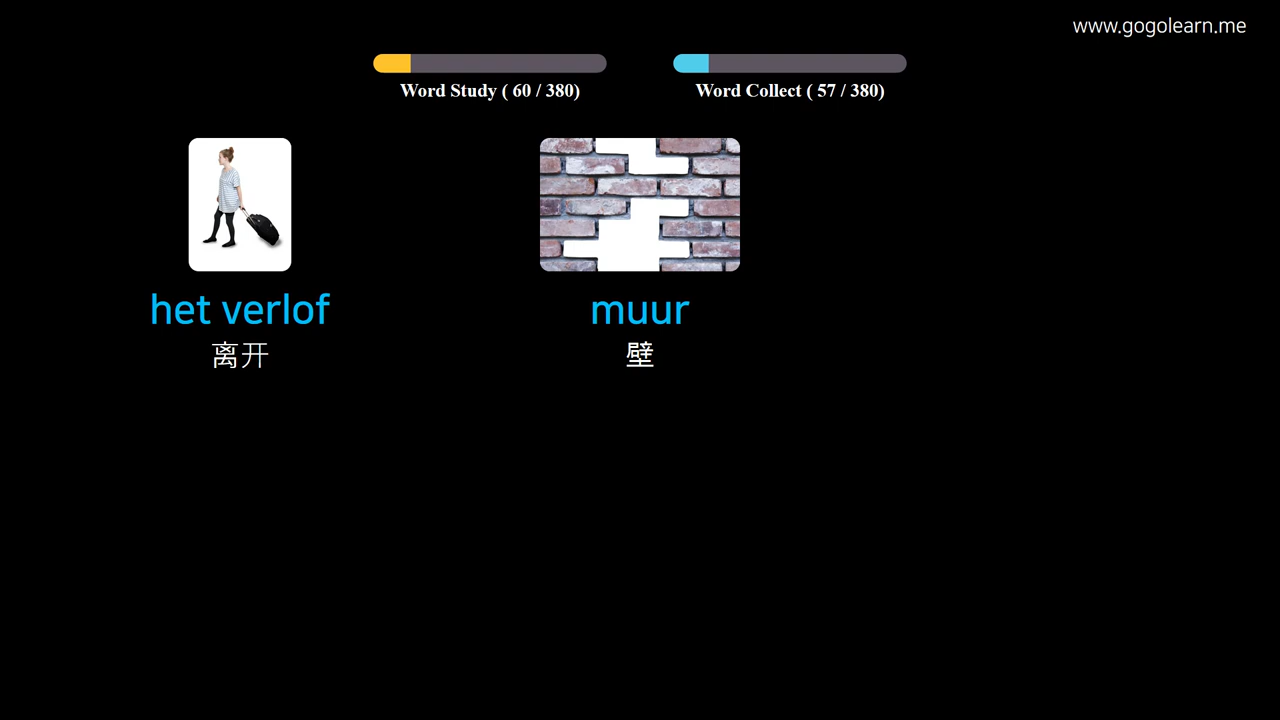 www.gogolearn.me
Word Study ( 60 / 380)
Word Collect ( 57 / 380)
het verlof
离开
muur
壁